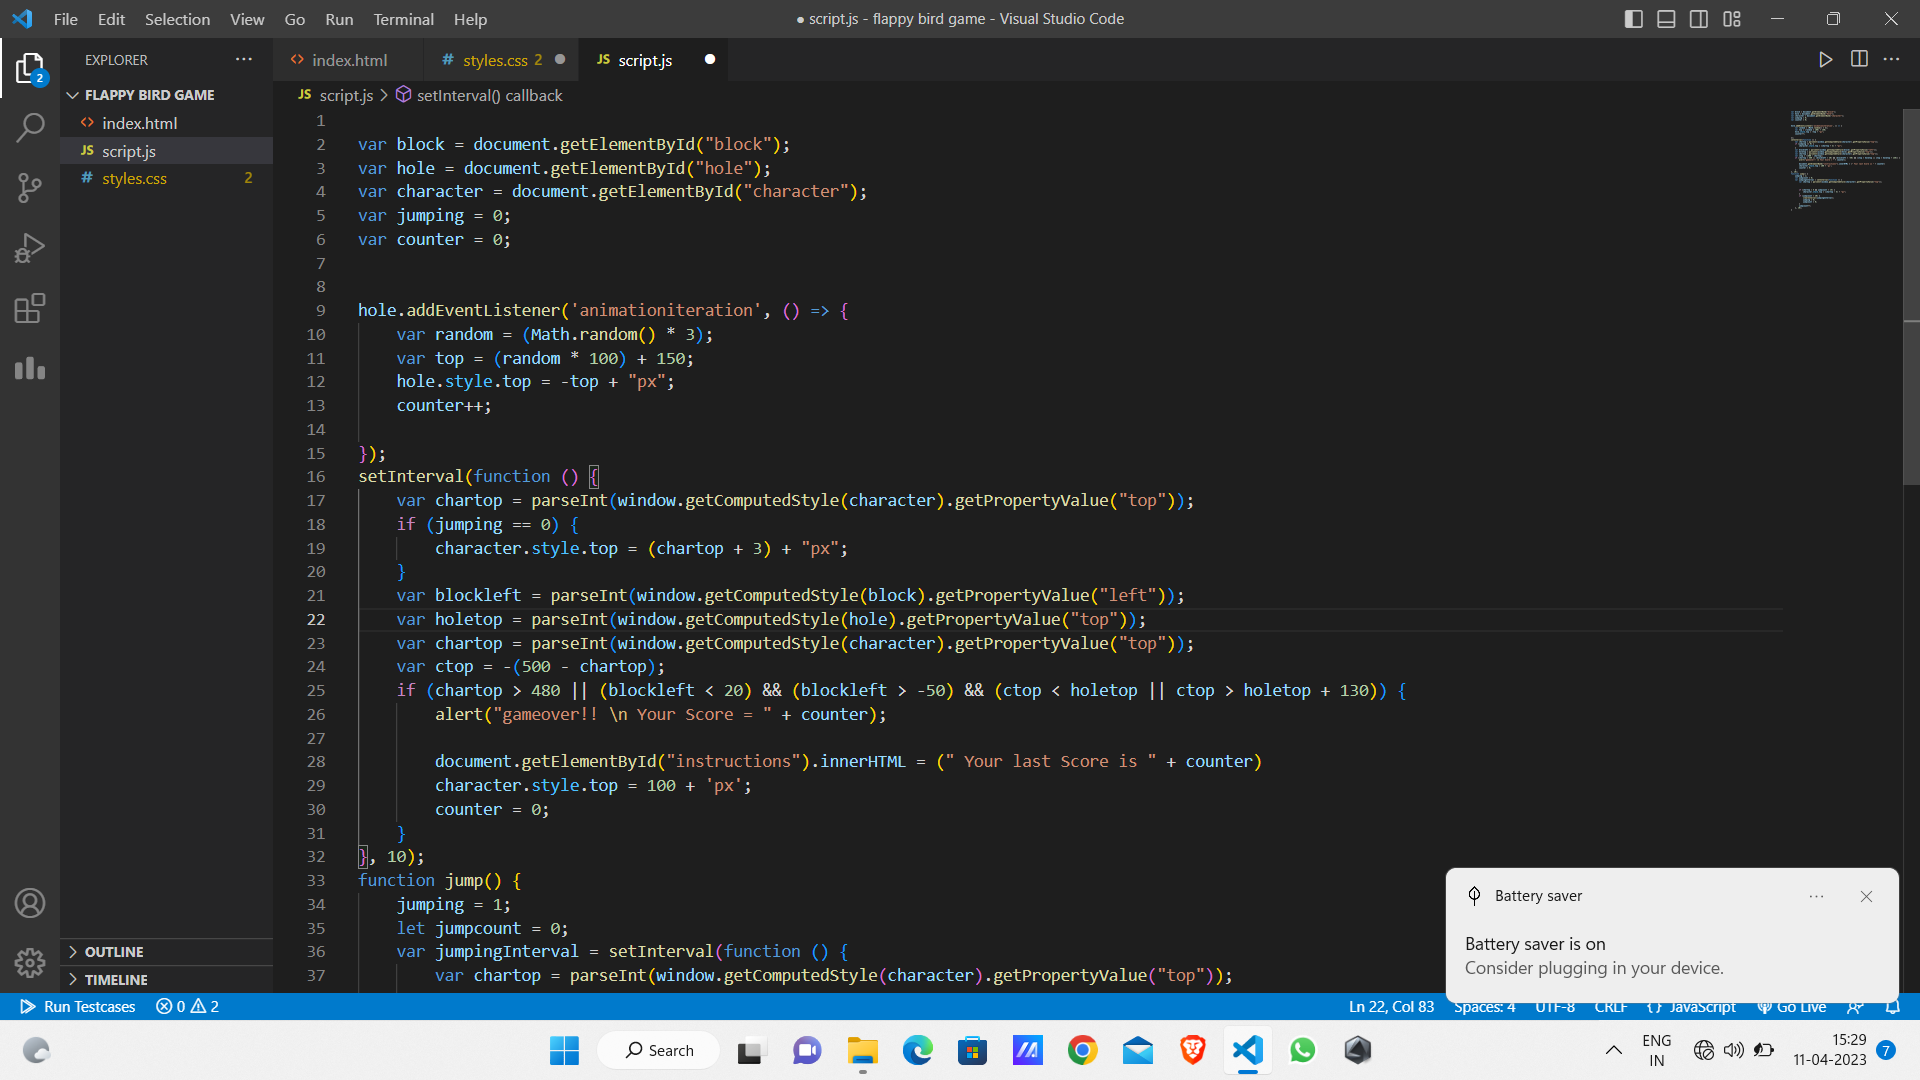 File Edit Selection View Go Run Terminal Help
● script.js - flappy bird game - Visual Studio Code
EXPLORER
FLAPPY BIRD GAME
<> index.html
JS script.js
# styles.css 2
OUTLINE
TIMELINE
2
<> index.html
# styles.css 2 ●
JS script.js ●
JS script.js > setInterval() callback
1
2 var block = document.getElementById("block");
3 var hole = document.getElementById("hole");
4 var character = document.getElementById("character");
5 var jumping = 0;
6 var counter = 0;
7
8
9 hole.addEventListener('animationiteration', () => {
10 var random = (Math.random() * 3);
11 var top = (random * 100) + 150;
12 hole.style.top = -top + "px";
13 counter++;
14
15 });
16 setInterval(function () {
17 var chartop = parseInt(window.getComputedStyle(character).getPropertyValue("top"));
18 if (jumping == 0) {
19 character.style.top = (chartop + 3) + "px";
20 }
21 var blockleft = parseInt(window.getComputedStyle(block).getPropertyValue("left"));
22 var holetop = parseInt(window.getComputedStyle(hole).getPropertyValue("top"));
23 var chartop = parseInt(window.getComputedStyle(character).getPropertyValue("top"));
24 var ctop = -(500 - chartop);
25 if (chartop > 480 || (blockleft < 20) && (blockleft > -50) && (ctop < holetop || ctop > holetop + 130)) {
26 alert("gameover!! \n Your Score = " + counter);
27
28 document.getElementById("instructions").innerHTML = (" Your last Score is " + counter)
29 character.style.top = 100 + 'px';
30 counter = 0;
31 }
32 }, 10);
33 function jump() {
34 jumping = 1;
35 let jumpcount = 0;
36 var jumpingInterval = setInterval(function () {
37 var chartop = parseInt(window.getComputedStyle(character).getPropertyValue("top"));
Battery saver
Battery saver is on
Consider plugging in your device.
Run Testcases 0 2
Ln 22, Col 83 Spaces: 4 UTF-8 CRLF {} JavaScript Go Live
Search
ENG
IN
15:29
11-04-2023
7